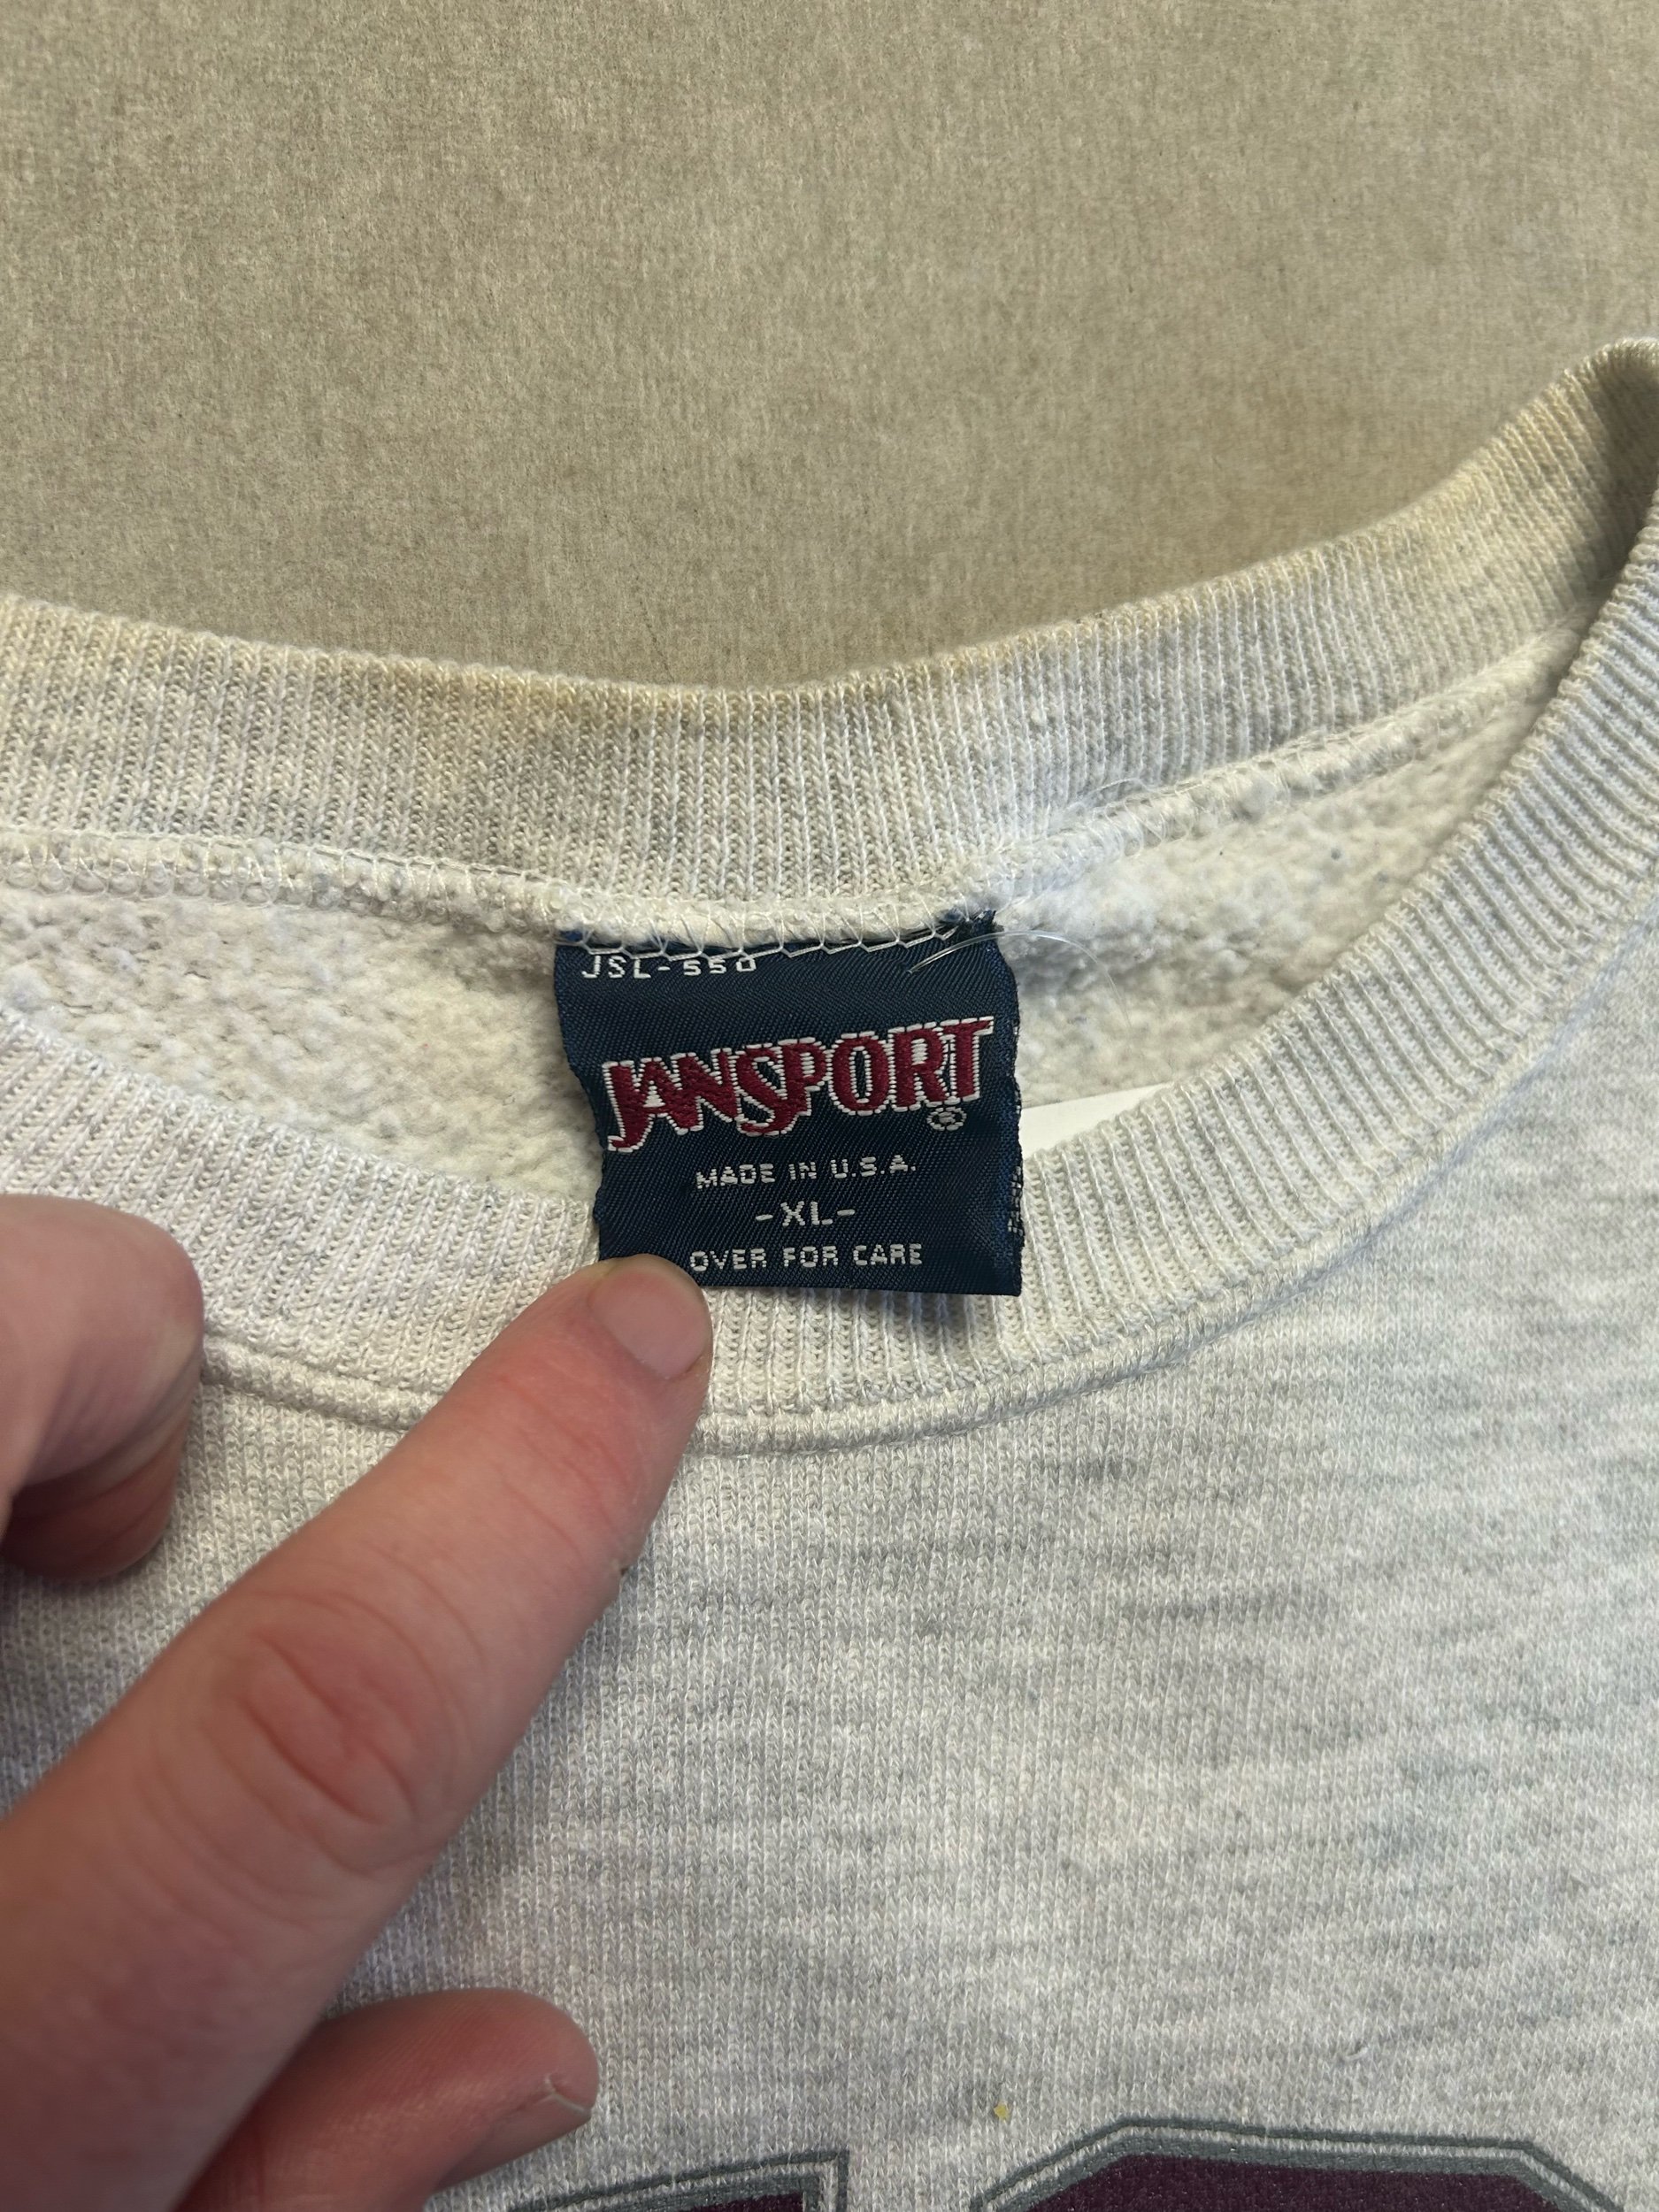 JSL-550
JANSPORT®
MADE IN U.S.A.
-XL-
OVER FOR CARE